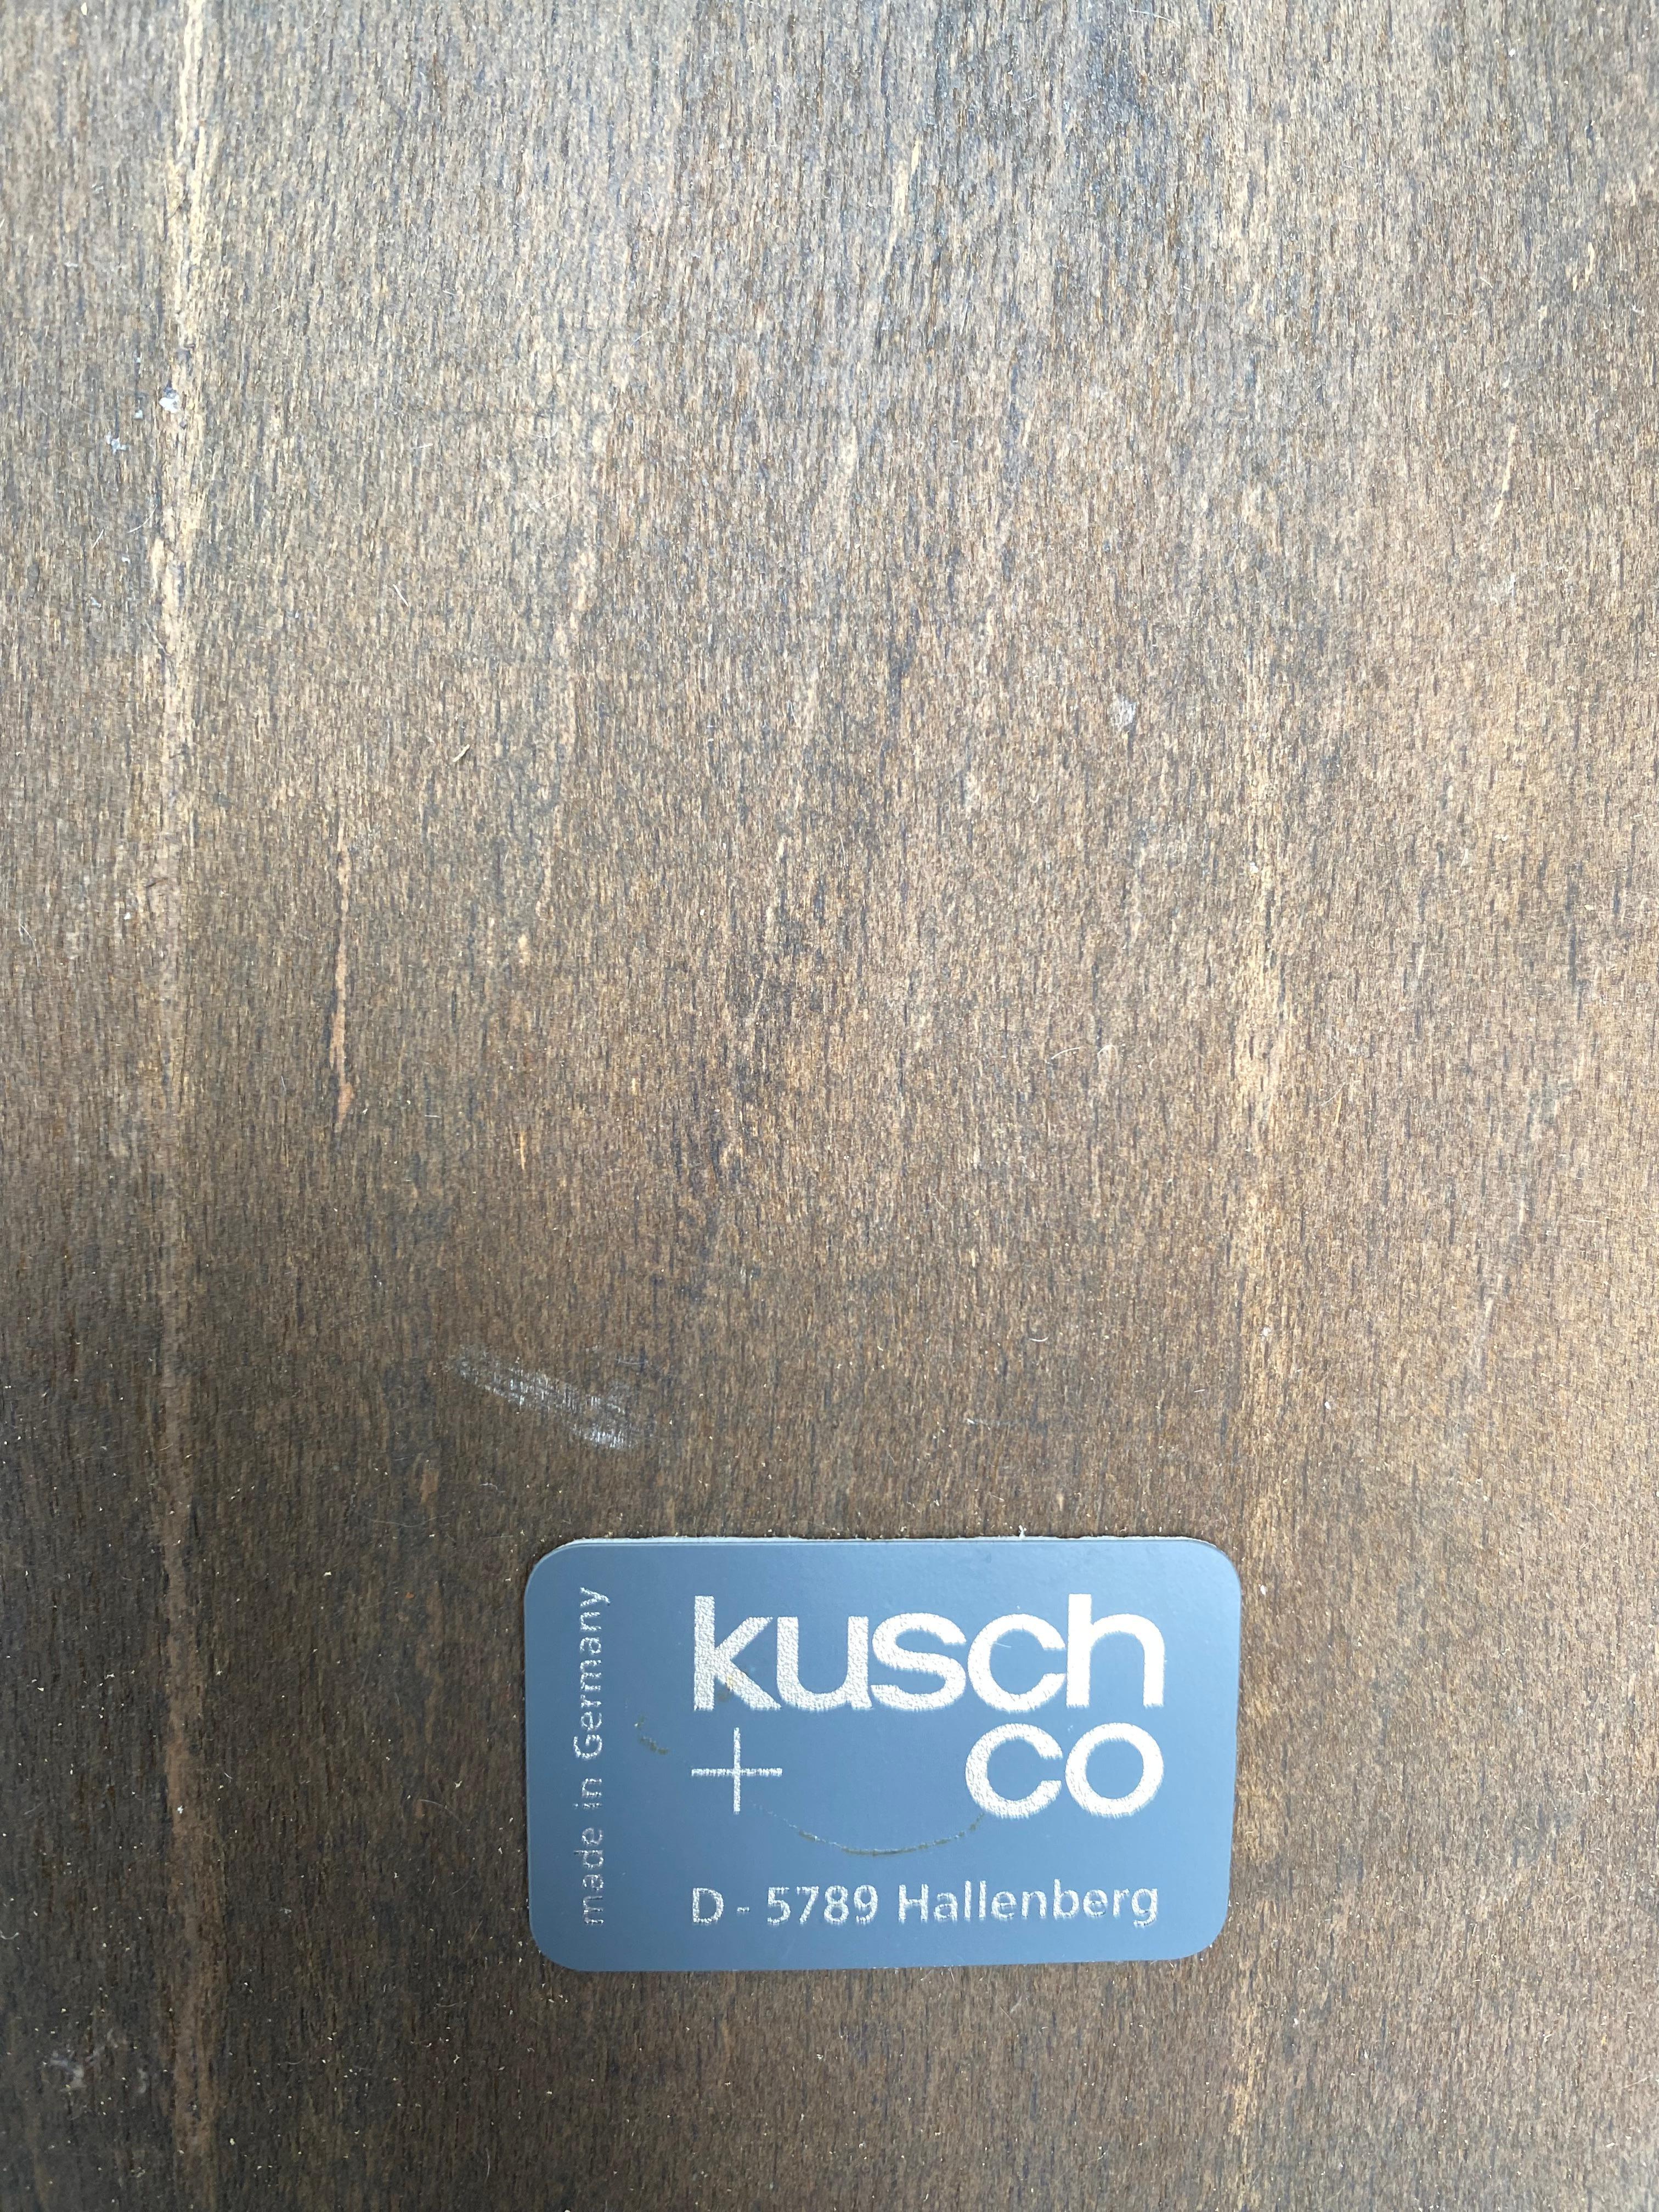 made in Germany
kusch
+ co
D - 5789 Hallenberg